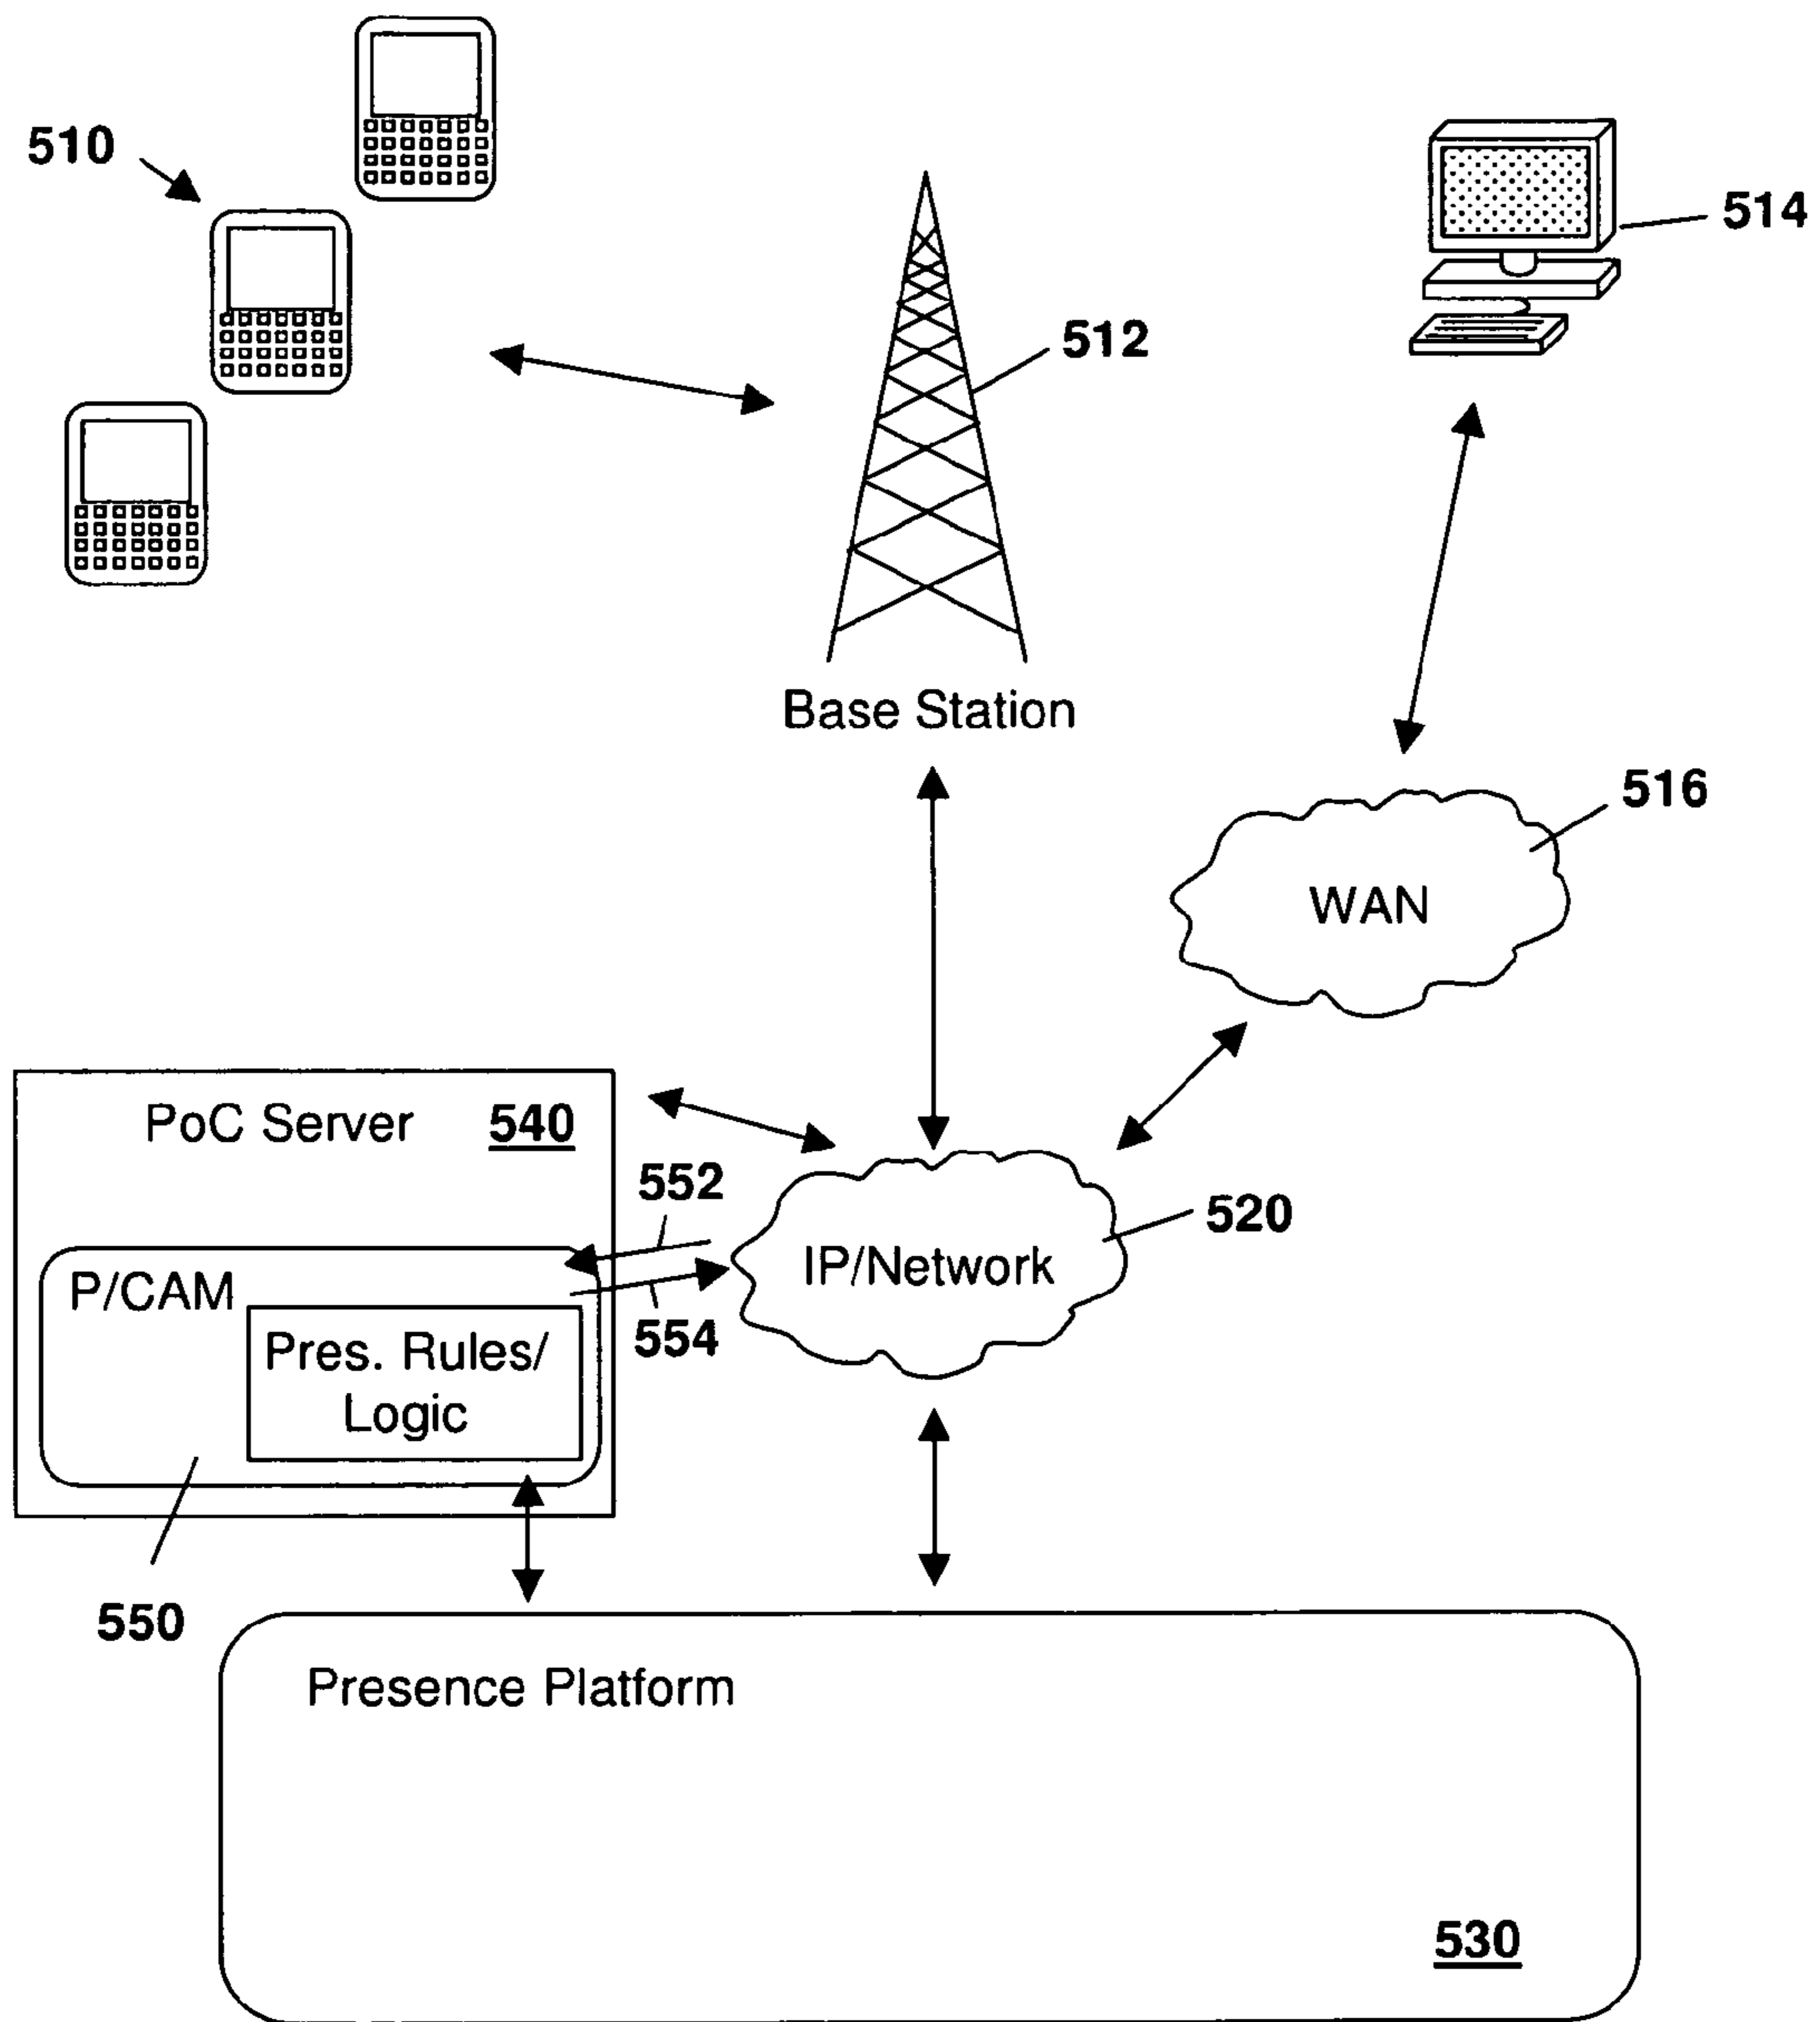 510
514
512
Base Station
516
WAN
PoC Server 540
552
520
IP/Network
P/CAM
554
Pres. Rules/
Logic
550
Presence Platform
530